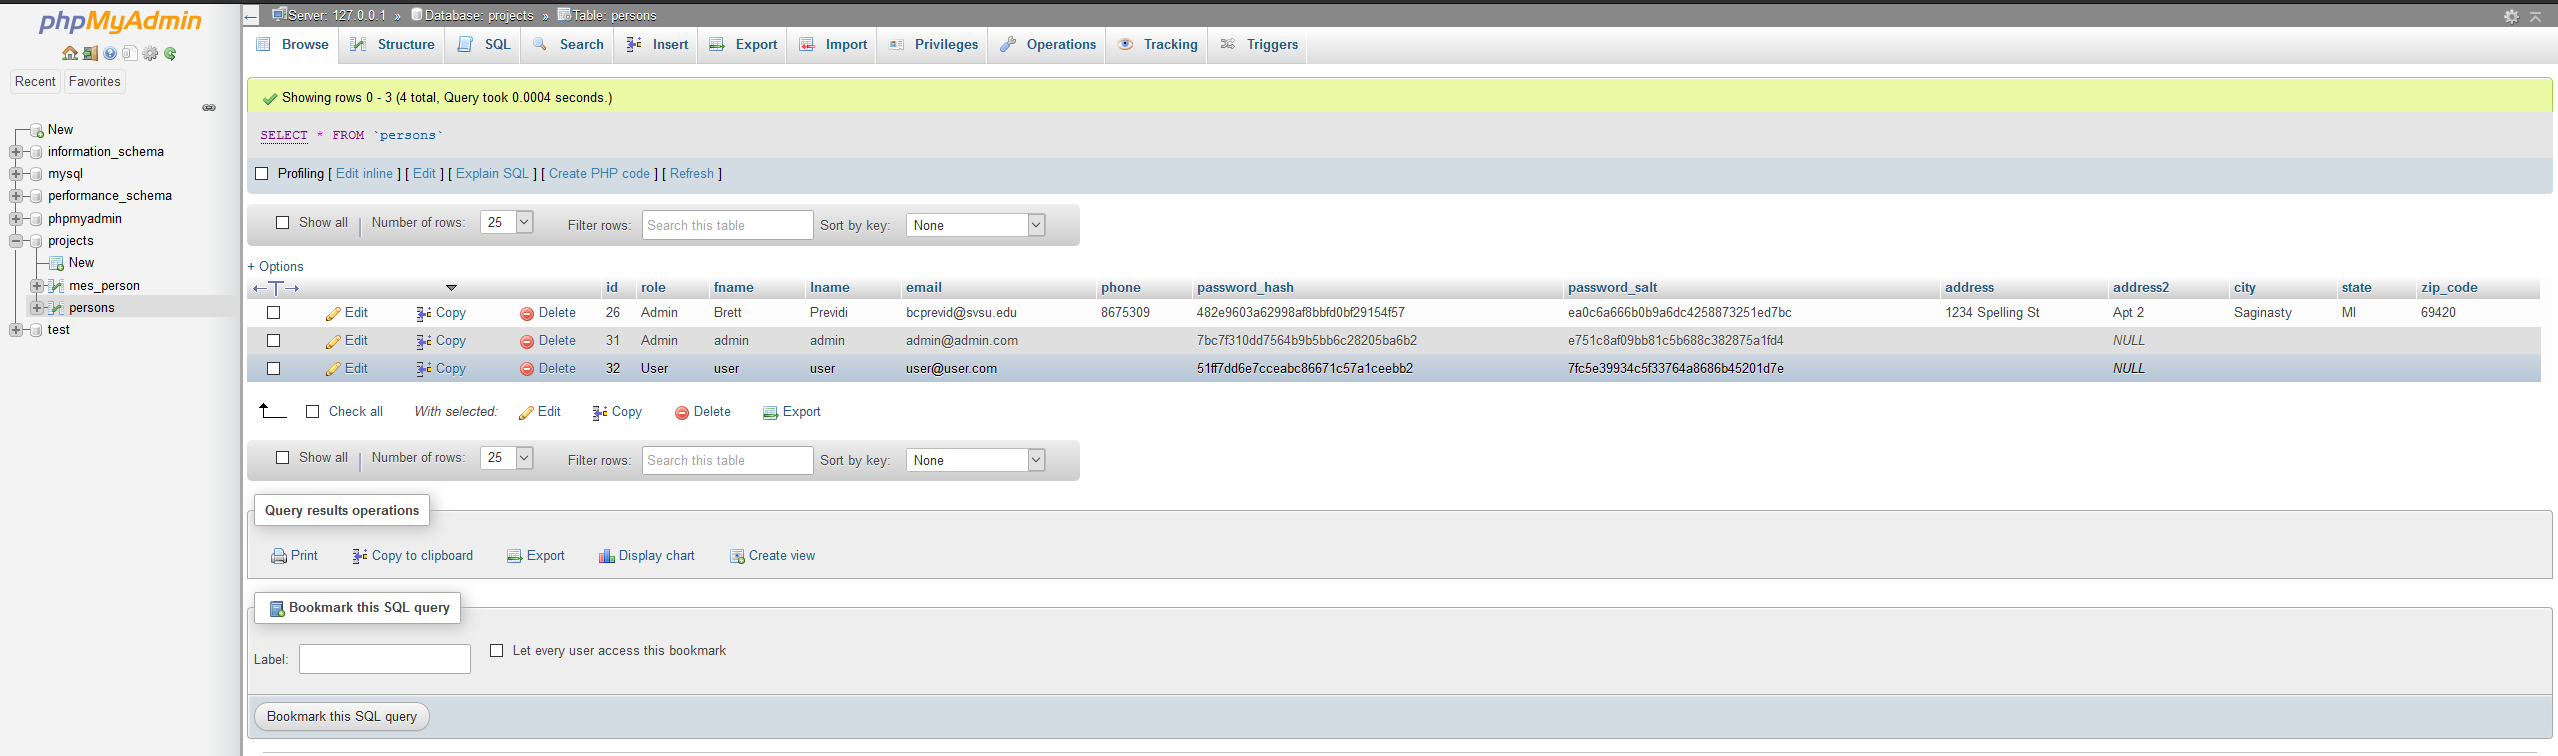 phpMyAdmin
Recent Favorites
New
information_schema
mysql
performance_schema
phpmyadmin
projects
New
mes_person
persons
test
Server: 127.0.0.1 » Database: projects » Table: persons
Browse Structure SQL Search Insert Export Import Privileges Operations Tracking Triggers
Showing rows 0 - 3 (4 total, Query took 0.0004 seconds.)
SELECT * FROM `persons`
Profiling [ Edit inline ] [ Edit ] [ Explain SQL ] [ Create PHP code ] [ Refresh ]
Show all | Number of rows: 25 Filter rows: Search this table Sort by key: None
+ Options
←T→ id role fname lname email phone password_hash password_salt address address2 city state zip_code
Edit Copy Delete 26 Admin Brett Previdi bcprevid@svsu.edu 8675309 482e9603a62998af8bbfd0bf29154f57 ea0c6a666b0b9a6dc4258873251ed7bc 1234 Spelling St Apt 2 Saginasty MI 69420
Edit Copy Delete 31 Admin admin admin admin@admin.com 7bc7f310dd7564b9b5bb6c28205ba6b2 e751c8af09bb81c5b688c382875a1fd4 NULL
Edit Copy Delete 32 User user user user@user.com 51ff7dd6e7cceabc86671c57a1ceebb2 7fc5e39934c5f33764a8686b45201d7e NULL
Check all With selected: Edit Copy Delete Export
Show all | Number of rows: 25 Filter rows: Search this table Sort by key: None
Query results operations
Print Copy to clipboard Export Display chart Create view
Bookmark this SQL query
Label: Let every user access this bookmark
Bookmark this SQL query